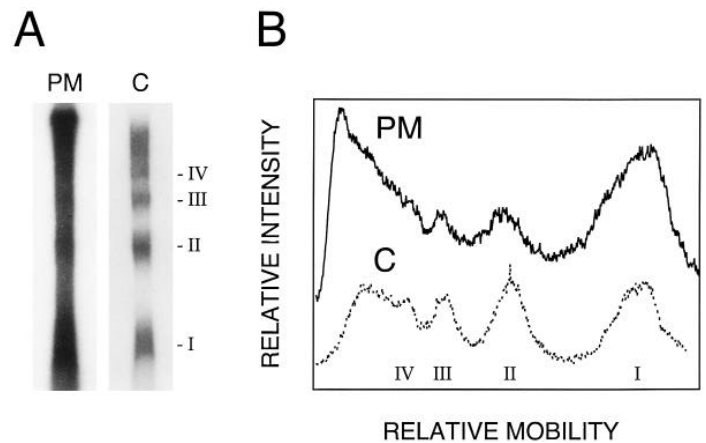 A
PM
C
- IV
- III
- II
- I
B
RELATIVE INTENSITY
PM
C
IV III II I
RELATIVE MOBILITY